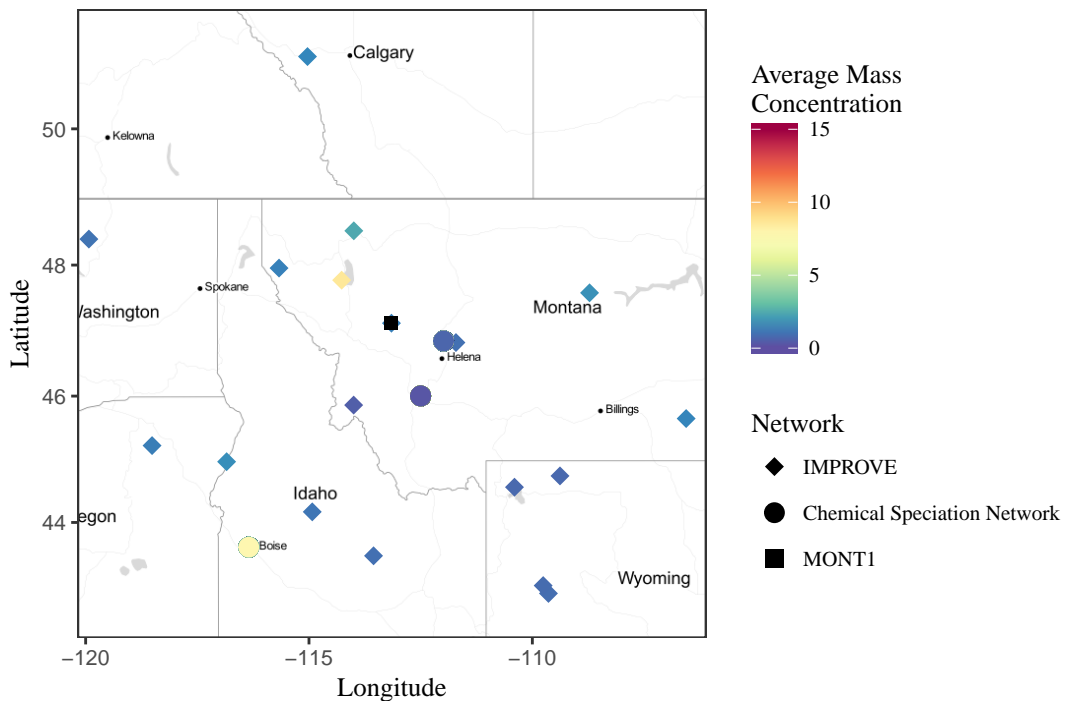 Calgary
Kelowna
Spokane
/ashington
Montana
Helena
Billings
Idaho
egon
Boise
Wyoming
50
48
46
44
−120
−115
−110
Latitude
Longitude
Average Mass
Concentration
15
10
5
0
Network
IMPROVE
Chemical Speciation Network
MONT1